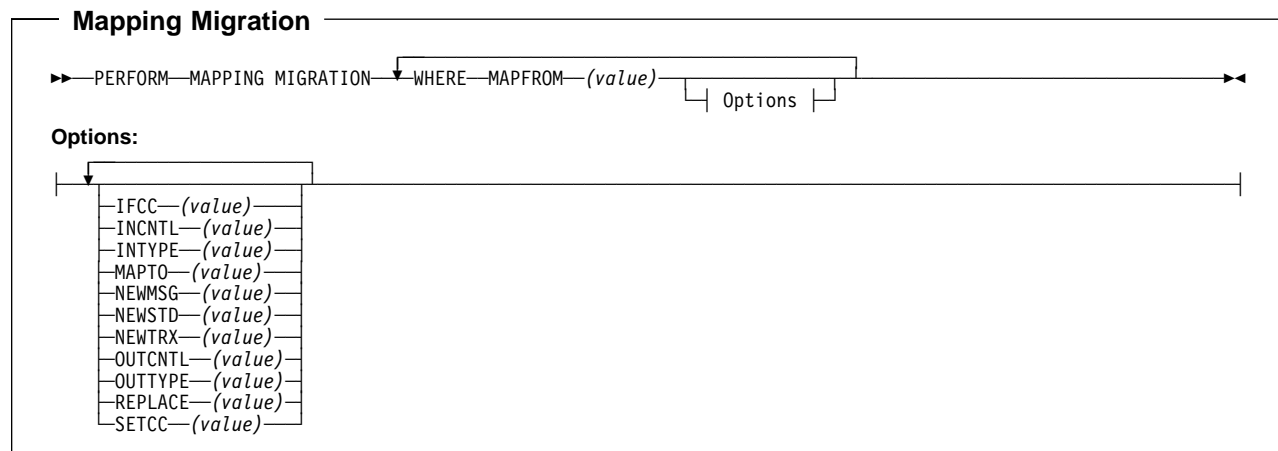 Mapping Migration
PERFORM MAPPING MIGRATION WHERE MAPFROM (value)
Options
Options:
IFCC (value)
INCNTL (value)
INTYPE (value)
MAPTO (value)
NEWMSG (value)
NEWSTD (value)
NEWTRX (value)
OUTCNTL (value)
OUTTYPE (value)
REPLACE (value)
SETCC (value)